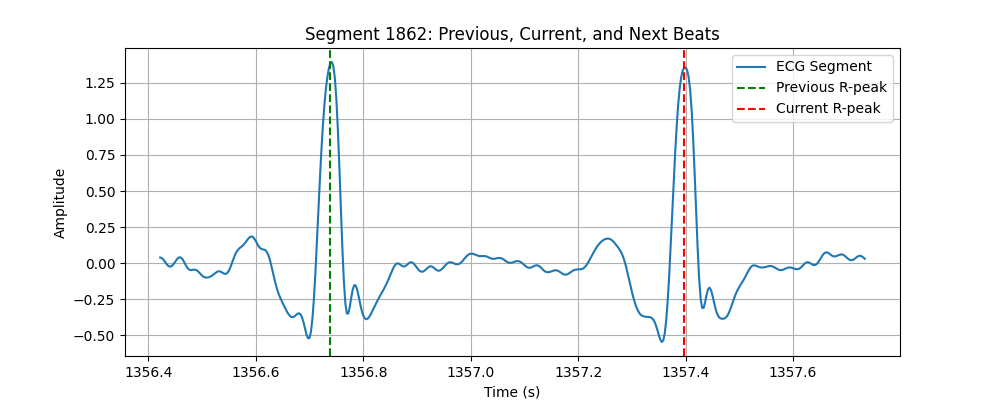 Segment 1862: Previous, Current, and Next Beats
ECG Segment
Previous R-peak
Current R-peak
Amplitude
1.25
1.00
0.75
0.50
0.25
0.00
−0.25
−0.50
1356.4 1356.6 1356.8 1357.0 1357.2 1357.4 1357.6
Time (s)